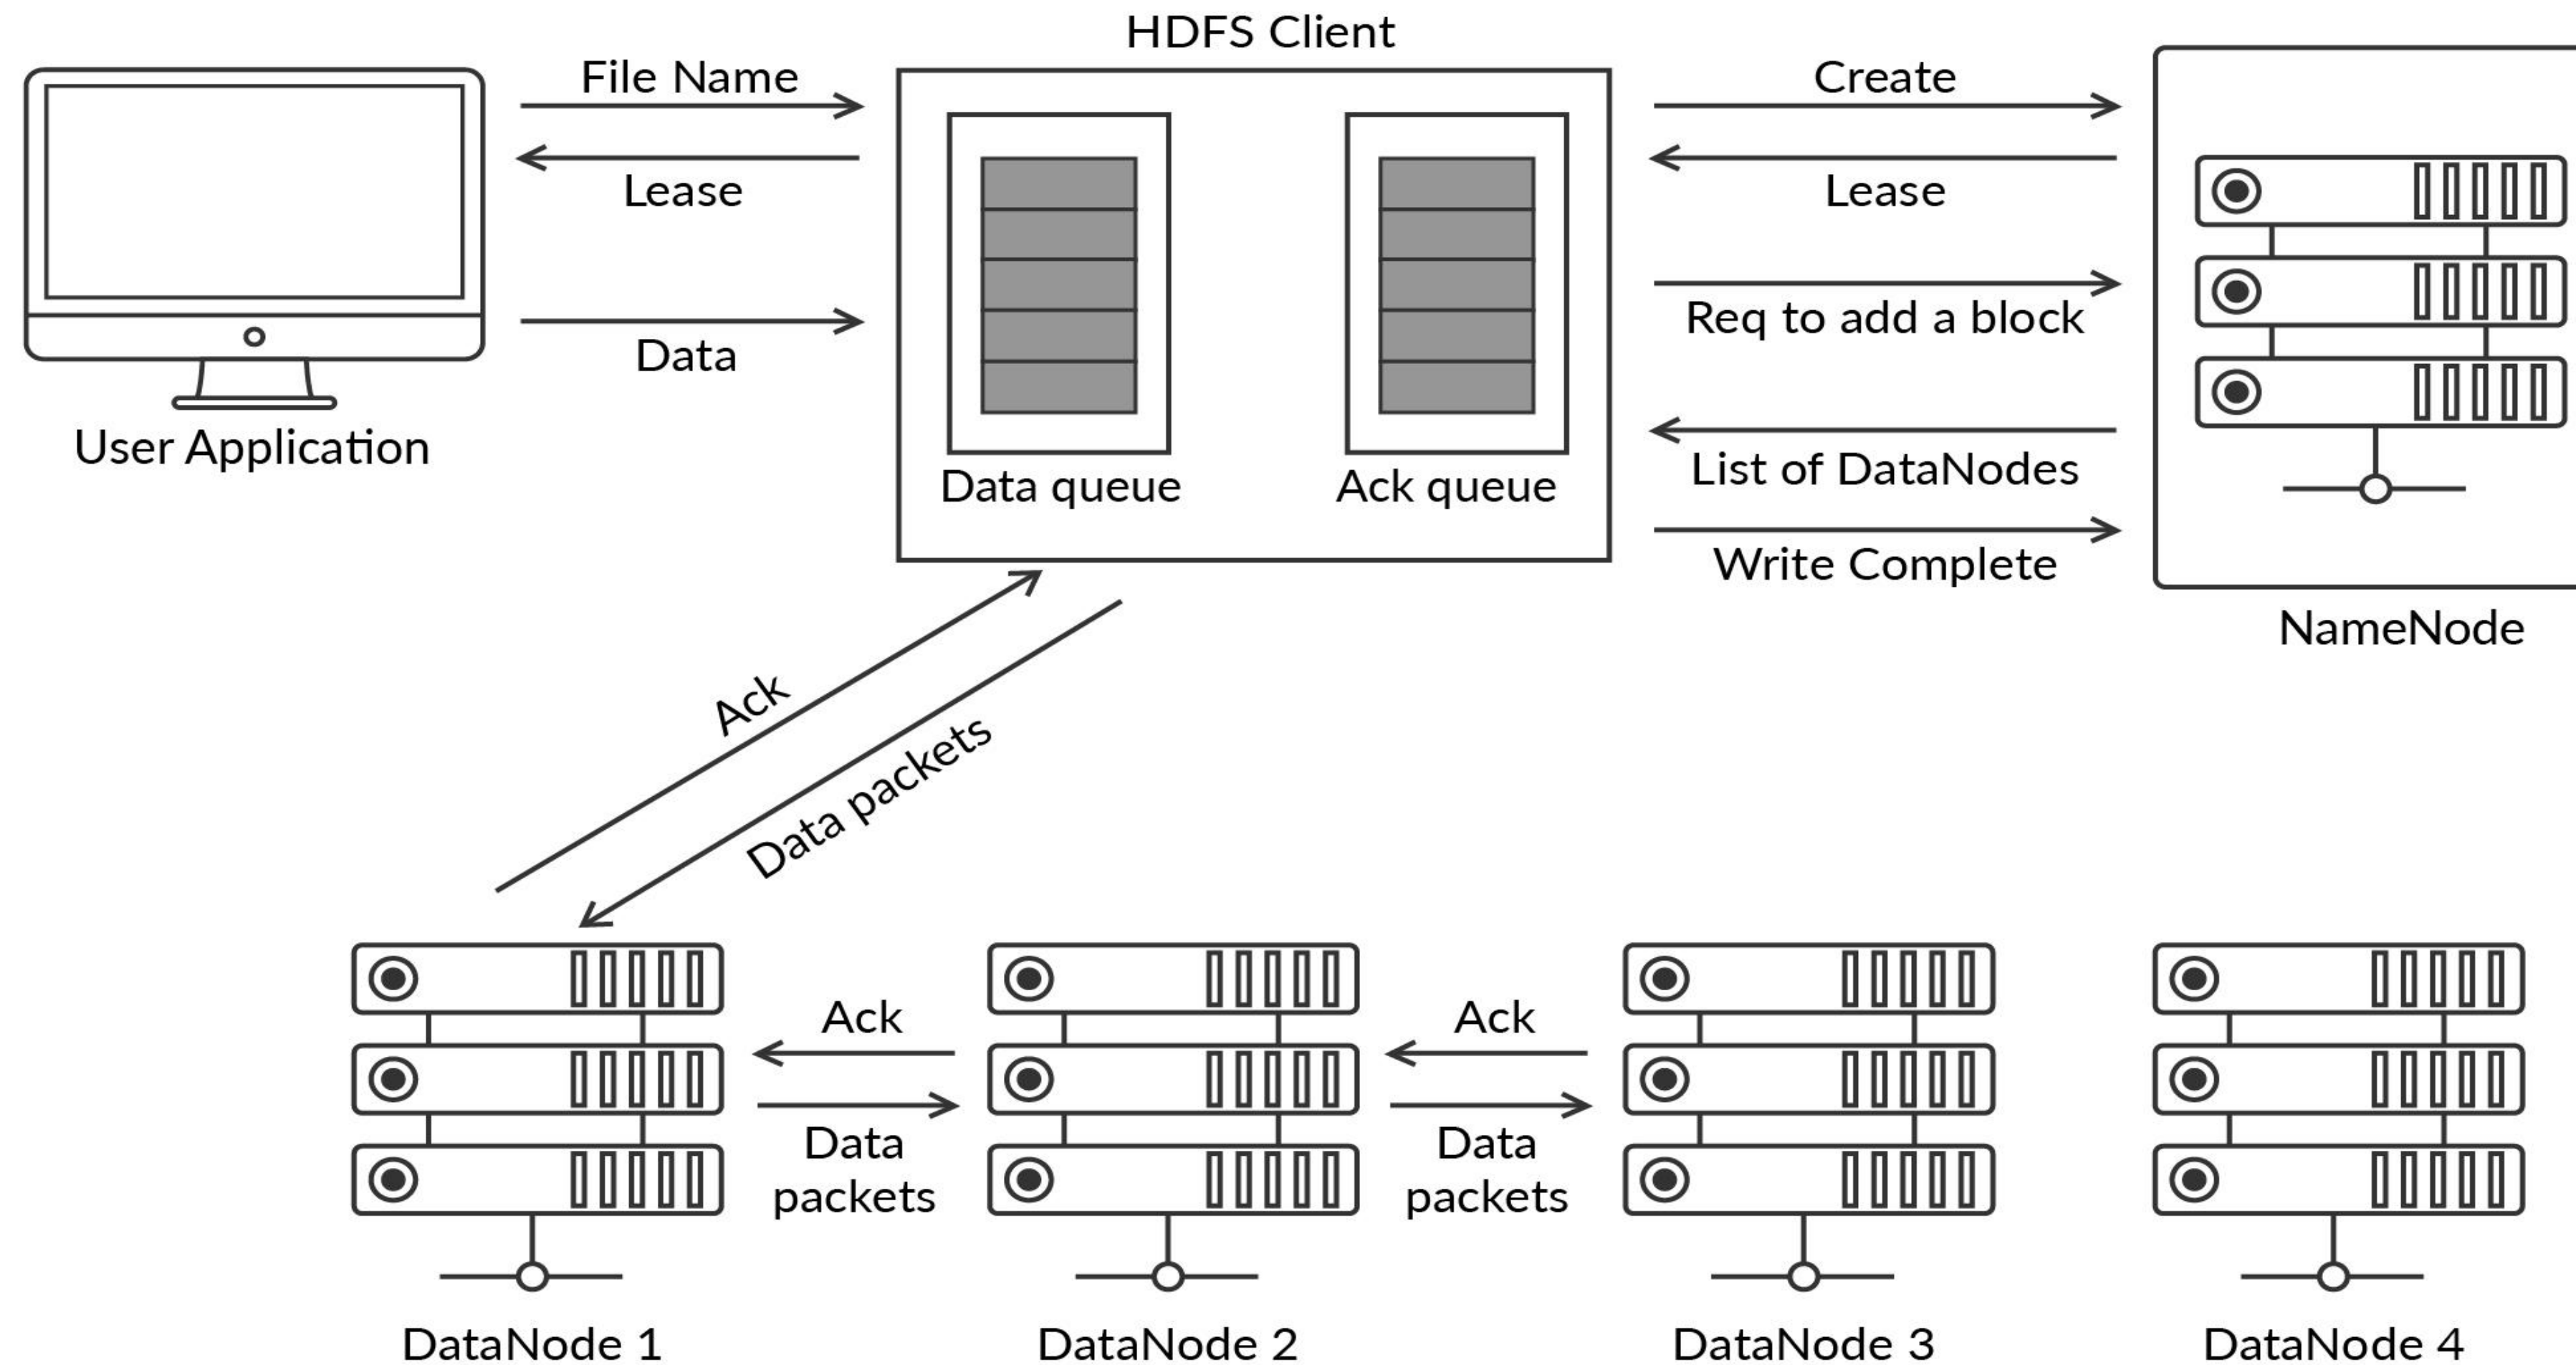 HDFS Client
File Name
Lease
Data
User Application
Data queue
Ack queue
Create
Lease
Req to add a block
List of DataNodes
Write Complete
NameNode
Ack
Data packets
Ack
Data
packets
Ack
Data
packets
DataNode 1
DataNode 2
DataNode 3
DataNode 4